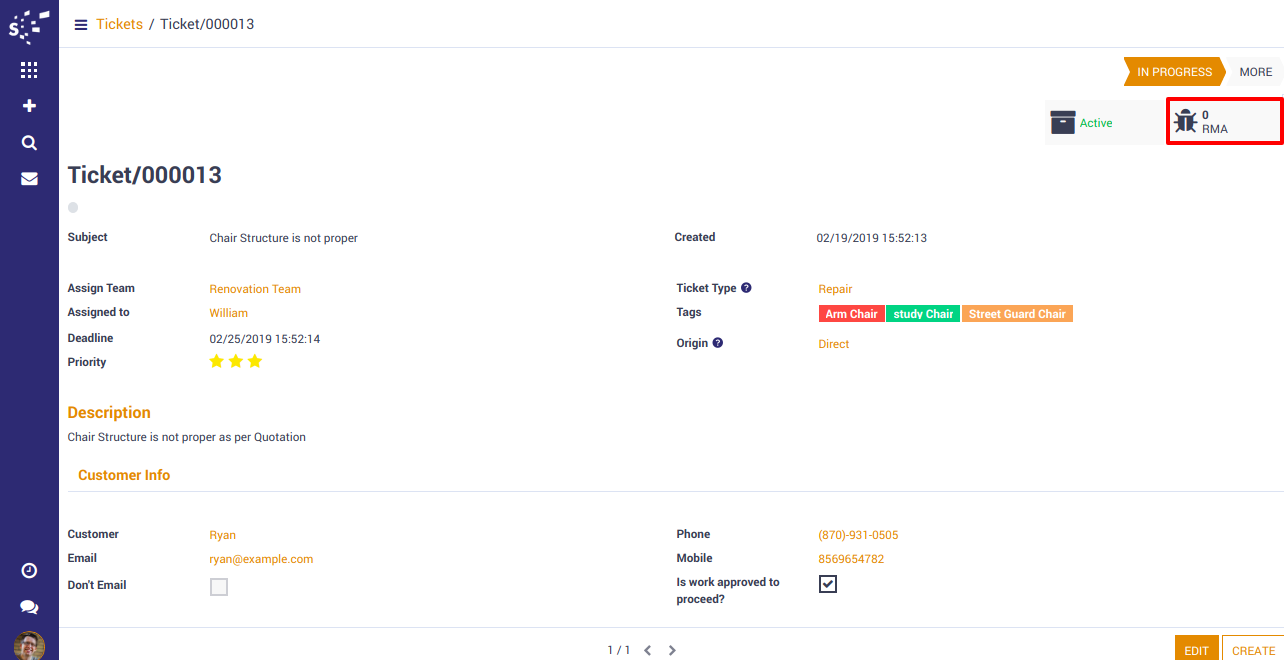 S
Tickets / Ticket/000013
IN PROGRESS MORE
Active
0
RMA
Ticket/000013
Subject Chair Structure is not proper Created 02/19/2019 15:52:13
Assign Team Renovation Team Ticket Type ? Repair
Assigned to William Tags Arm Chair study Chair Street Guard Chair
Deadline 02/25/2019 15:52:14 Origin ? Direct
Priority
Description
Chair Structure is not proper as per Quotation
Customer Info
Customer Ryan Phone (870)-931-0505
Email ryan@example.com Mobile 8569654782
Don't Email Is work approved to
proceed?
1 / 1 EDIT CREATE